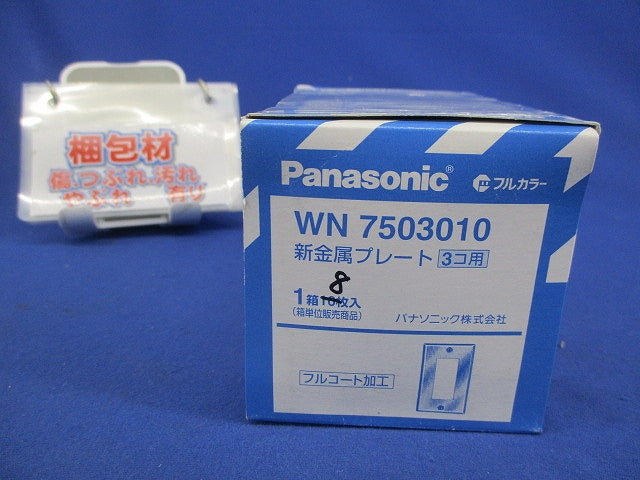 梱包材
傷.つぶれ.汚れ
やぶれ 有り
Panasonic®
フルカラー
WN 7503010
新金属プレート 3コ用
8
1箱10枚入
(箱単位販売商品)
パナソニック株式会社
フルコート加工